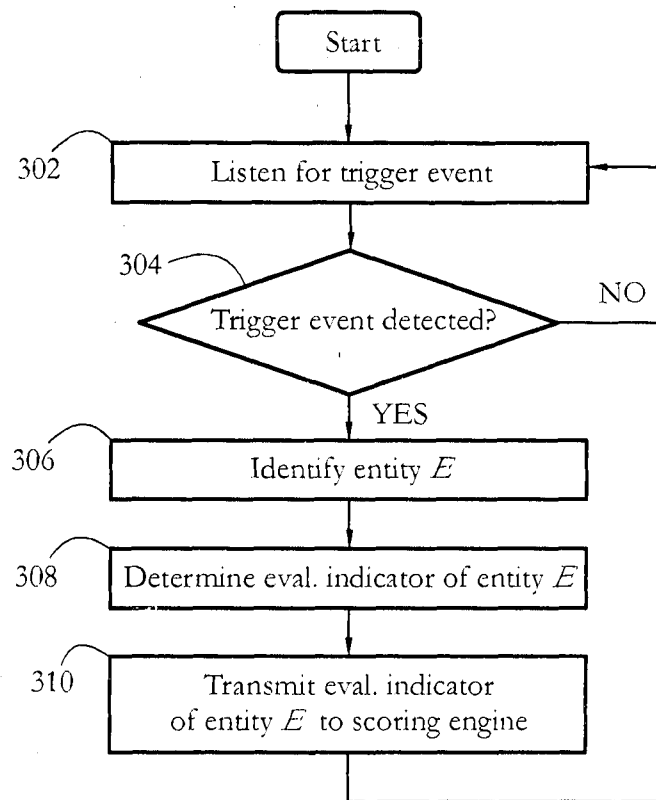 Start
302
Listen for trigger event
304
Trigger event detected?
NO
YES
306
Identify entity E
308
Determine eval. indicator of entity E
310
Transmit eval. indicator
of entity E to scoring engine